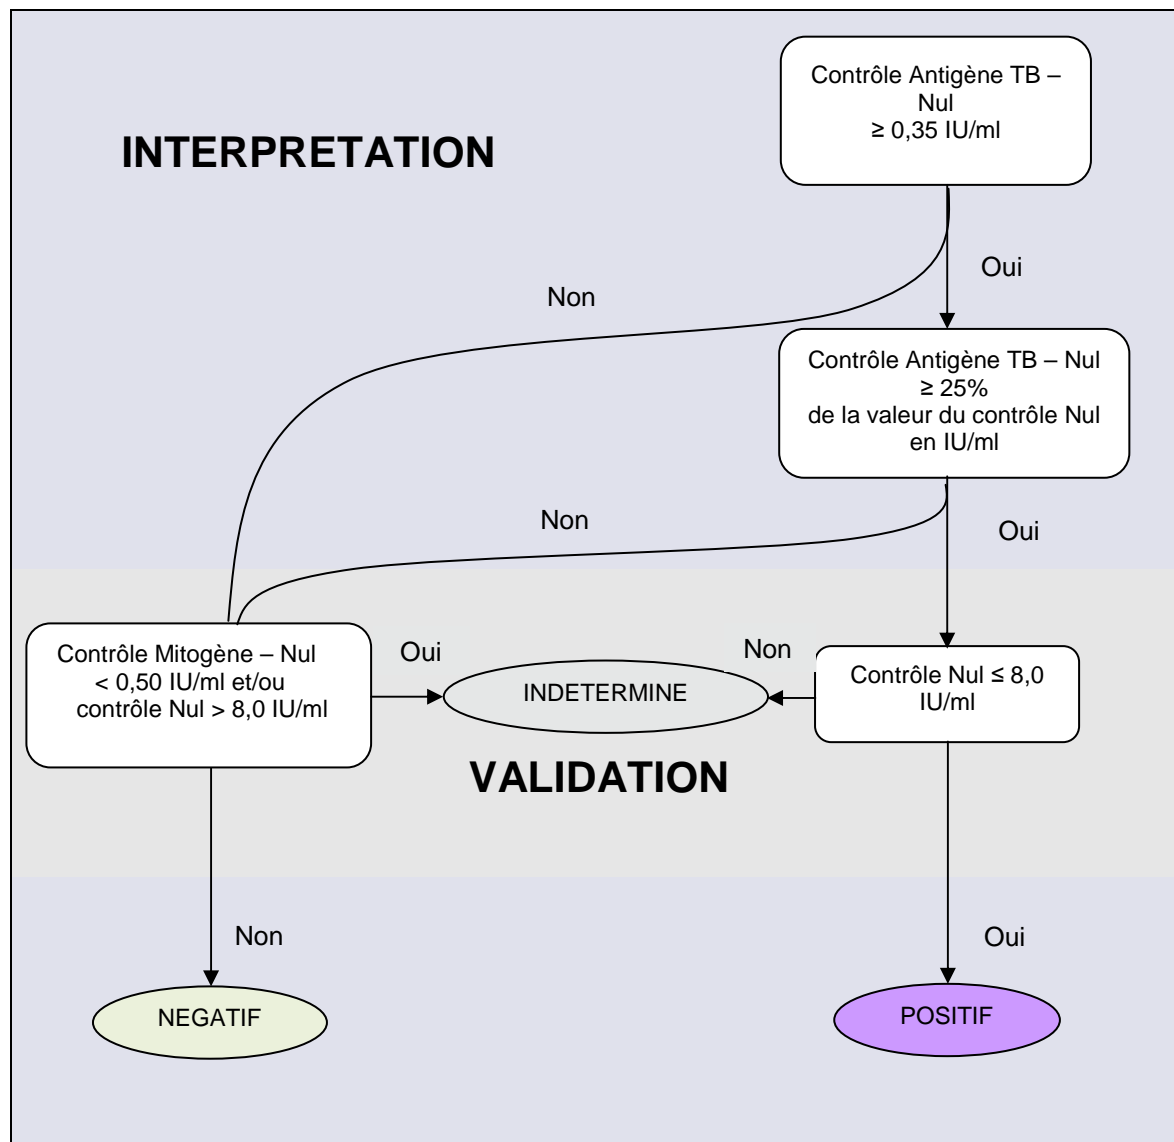 Contrôle Antigène TB –
Nul
≥ 0,35 IU/ml
INTERPRETATION
Oui
Non
Contrôle Antigène TB – Nul
≥ 25%
de la valeur du contrôle Nul
en IU/ml
Non
Oui
Contrôle Mitogène – Nul
< 0,50 IU/ml et/ou
contrôle Nul > 8,0 IU/ml
Oui
INDETERMINE
Non
Contrôle Nul ≤ 8,0
IU/ml
VALIDATION
Non
Oui
NEGATIF
POSITIF